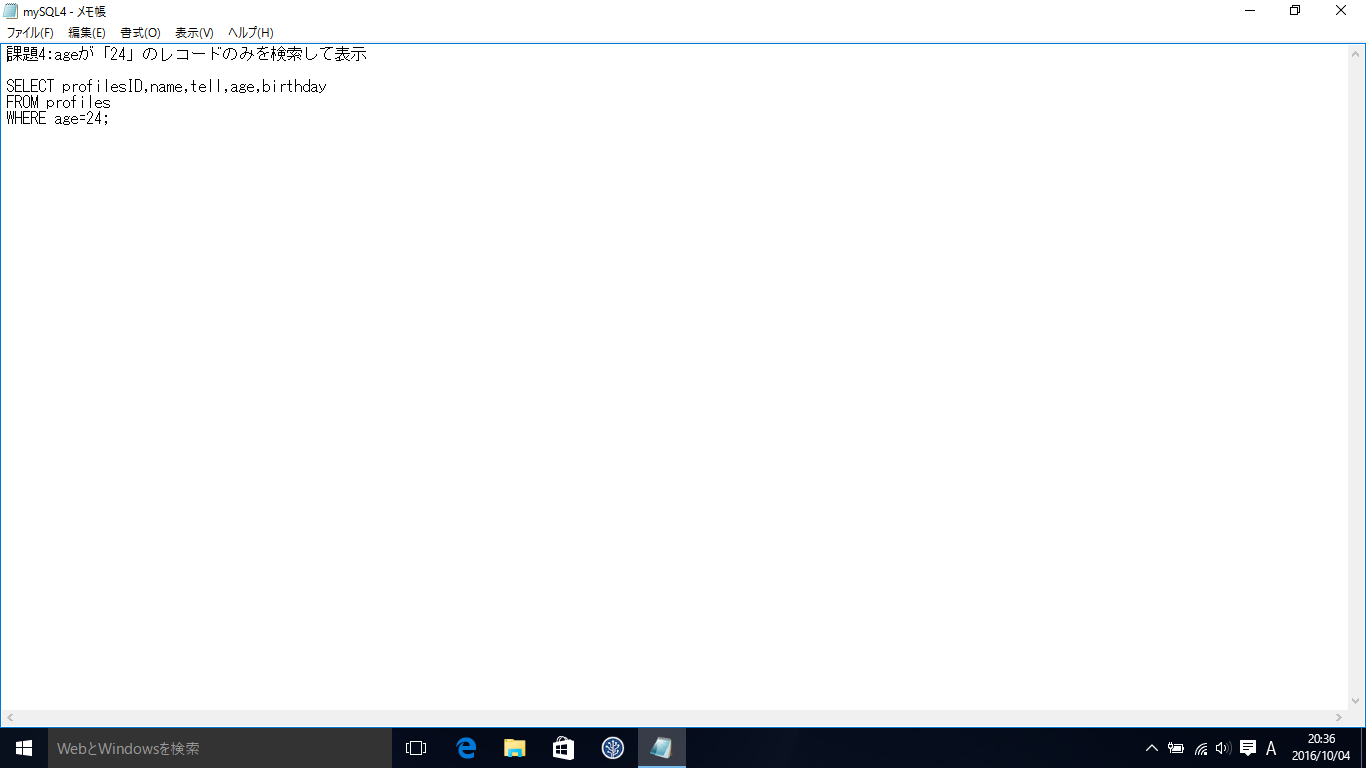 mySQL4 - メモ帳
ファイル(F) 編集(E) 書式(O) 表示(V) ヘルプ(H)
課題4:ageが「24」のレコードのみを検索して表示
SELECT profilesID,name,tell,age,birthday
FROM profiles
WHERE age=24;
WebとWindowsを検索
A
20:36
2016/10/04